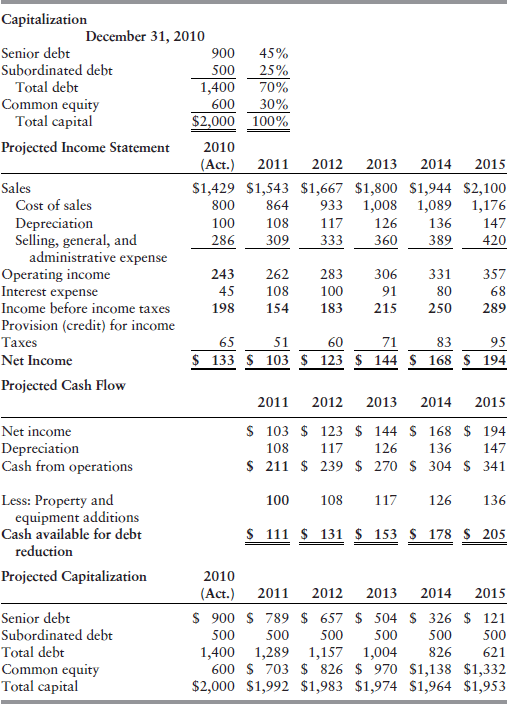 Capitalization
December 31, 2010
Senior debt 900 45%
Subordinated debt 500 25%
Total debt 1,400 70%
Common equity 600 30%
Total capital $2,000 100%
Projected Income Statement 2010
(Act.) 2011 2012 2013 2014 2015
Sales $1,429 $1,543 $1,667 $1,800 $1,944 $2,100
Cost of sales 800 864 933 1,008 1,089 1,176
Depreciation 100 108 117 126 136 147
Selling, general, and 286 309 333 360 389 420
administrative expense
Operating income 243 262 283 306 331 357
Interest expense 45 108 100 91 80 68
Income before income taxes 198 154 183 215 250 289
Provision (credit) for income
Taxes 65 51 60 71 83 95
Net Income $ 133 $ 103 $ 123 $ 144 $ 168 $ 194
Projected Cash Flow
2011 2012 2013 2014 2015
Net income $ 103 $ 123 $ 144 $ 168 $ 194
Depreciation 108 117 126 136 147
Cash from operations $ 211 $ 239 $ 270 $ 304 $ 341
Less: Property and 100 108 117 126 136
equipment additions
Cash available for debt $ 111 $ 131 $ 153 $ 178 $ 205
reduction
Projected Capitalization 2010
(Act.) 2011 2012 2013 2014 2015
Senior debt $ 900 $ 789 $ 657 $ 504 $ 326 $ 121
Subordinated debt 500 500 500 500 500 500
Total debt 1,400 1,289 1,157 1,004 826 621
Common equity 600 $ 703 $ 826 $ 970 $1,138 $1,332
Total capital $2,000 $1,992 $1,983 $1,974 $1,964 $1,953